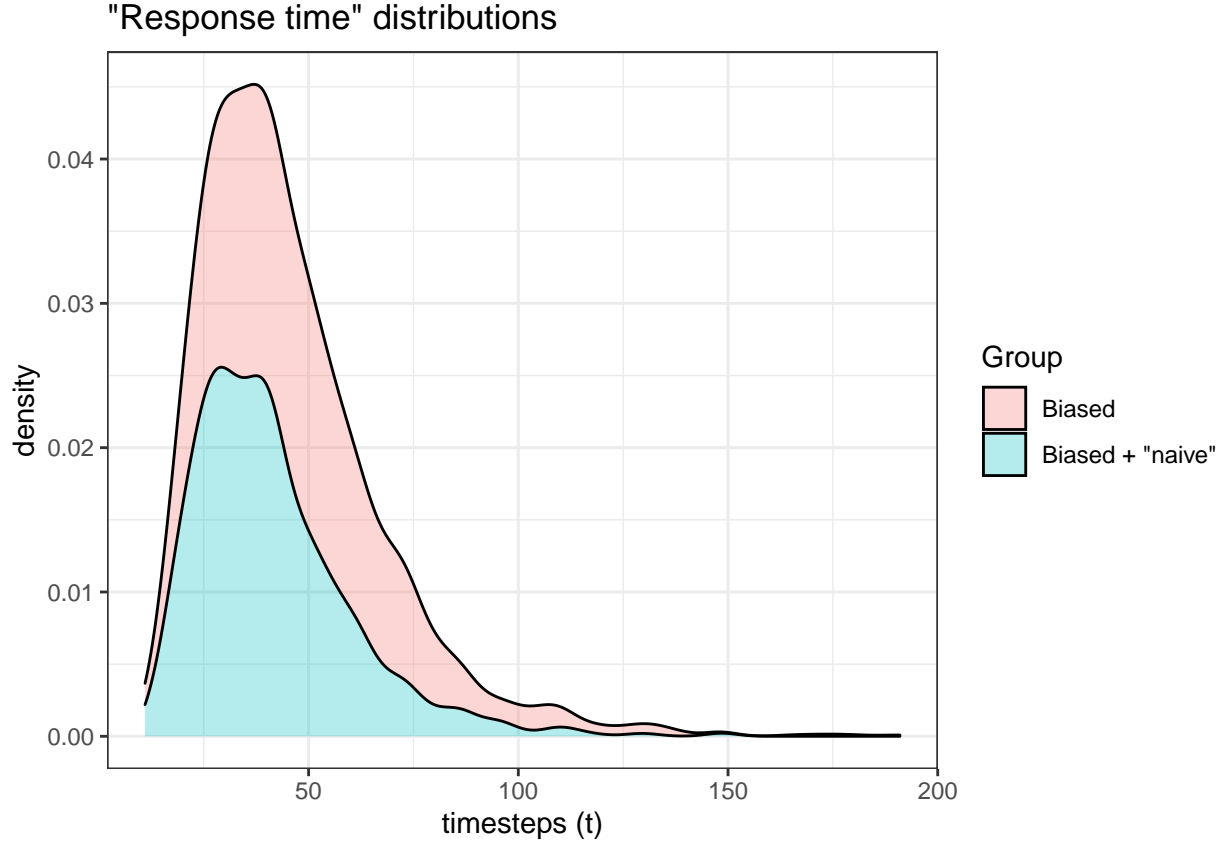 "Response time" distributions
0.04
0.03
0.02
0.01
0.00
density
50
100
150
200
timesteps (t)
Group
Biased
Biased + "naive"